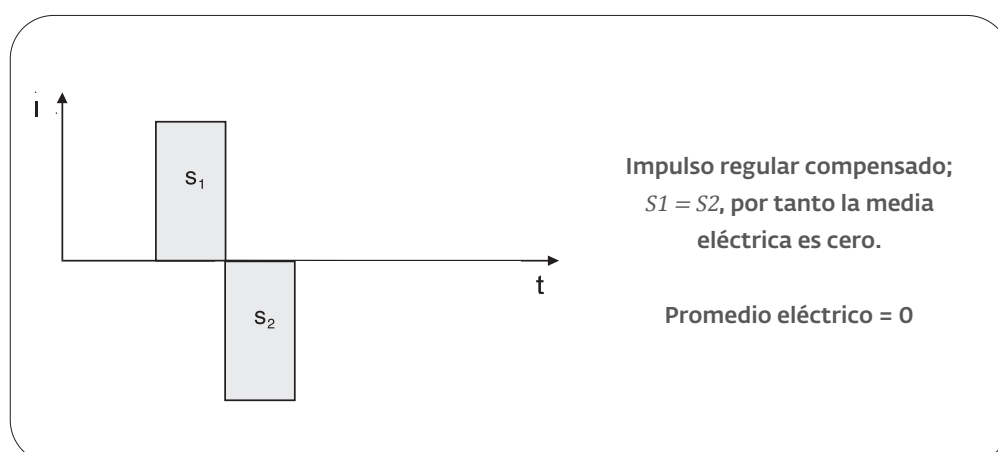 i
S₁
S₂
t
Impulso regular compensado;
S1 = S2, por tanto la media
eléctrica es cero.
Promedio eléctrico = 0